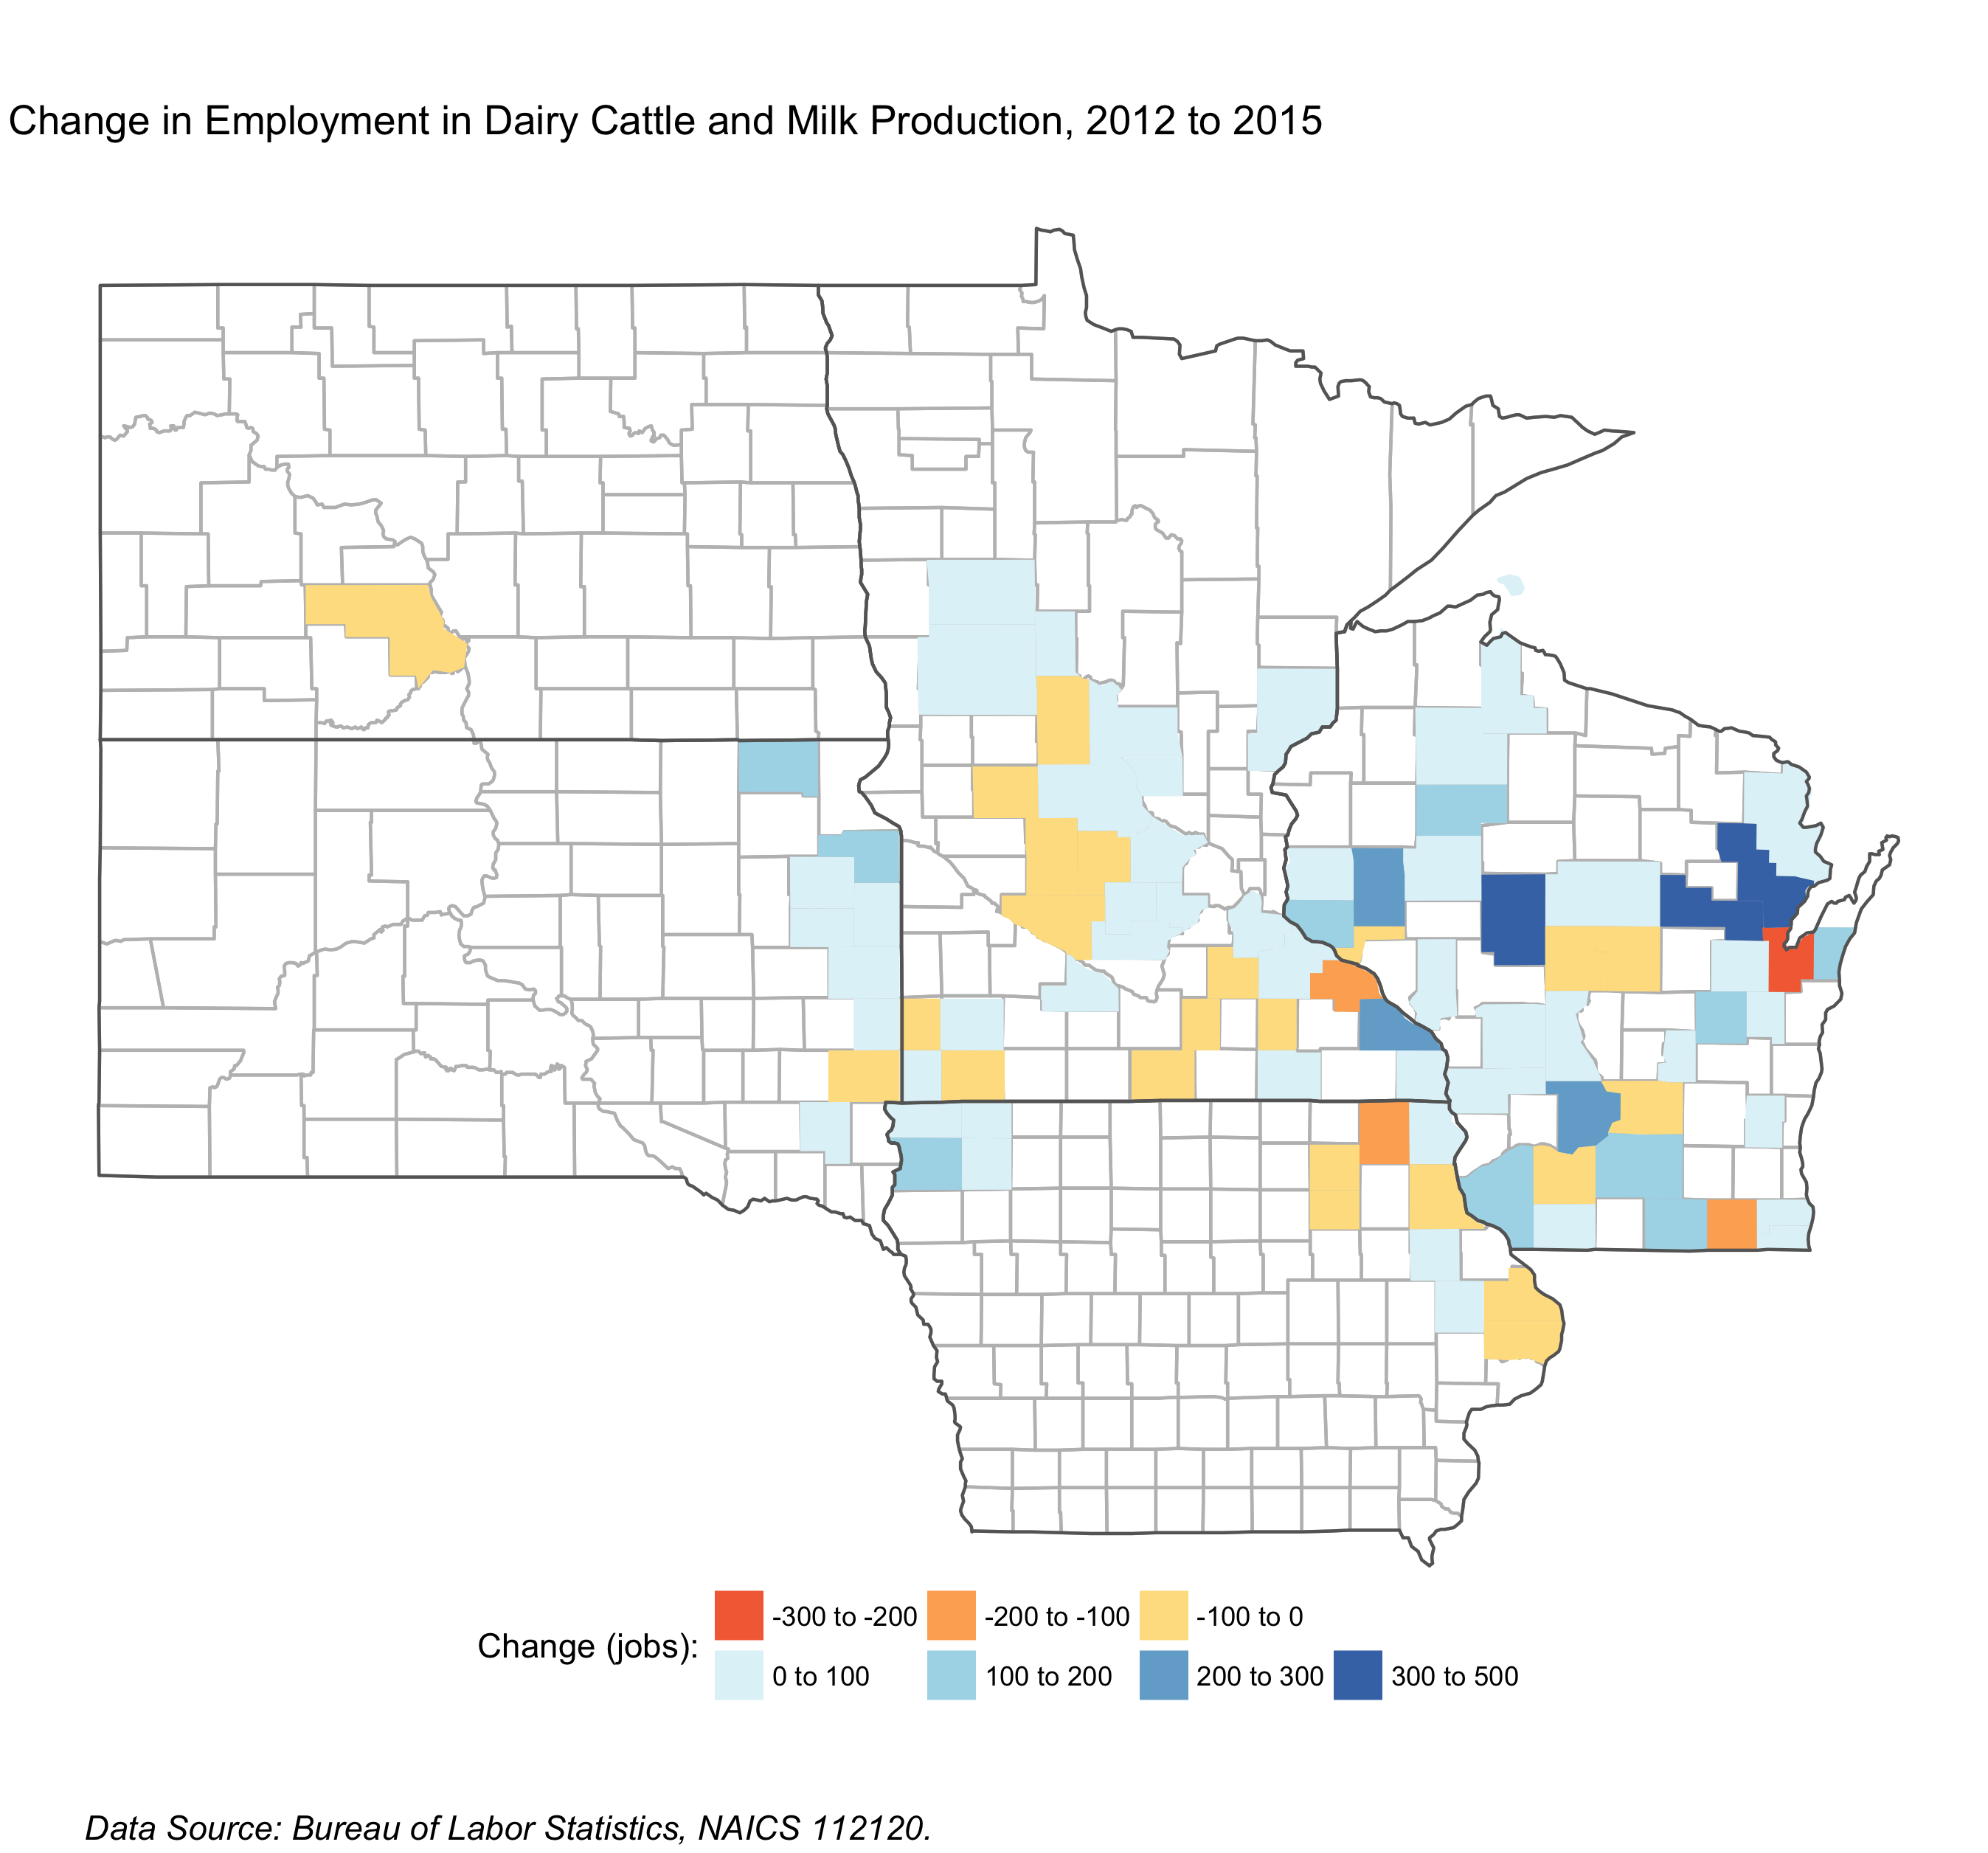 Change in Employment in Dairy Cattle and Milk Production, 2012 to 2015
Change (jobs):
-300 to -200 -200 to -100 -100 to 0
0 to 100 100 to 200 200 to 300 300 to 500
Data Source: Bureau of Labor Statistics, NAICS 112120.